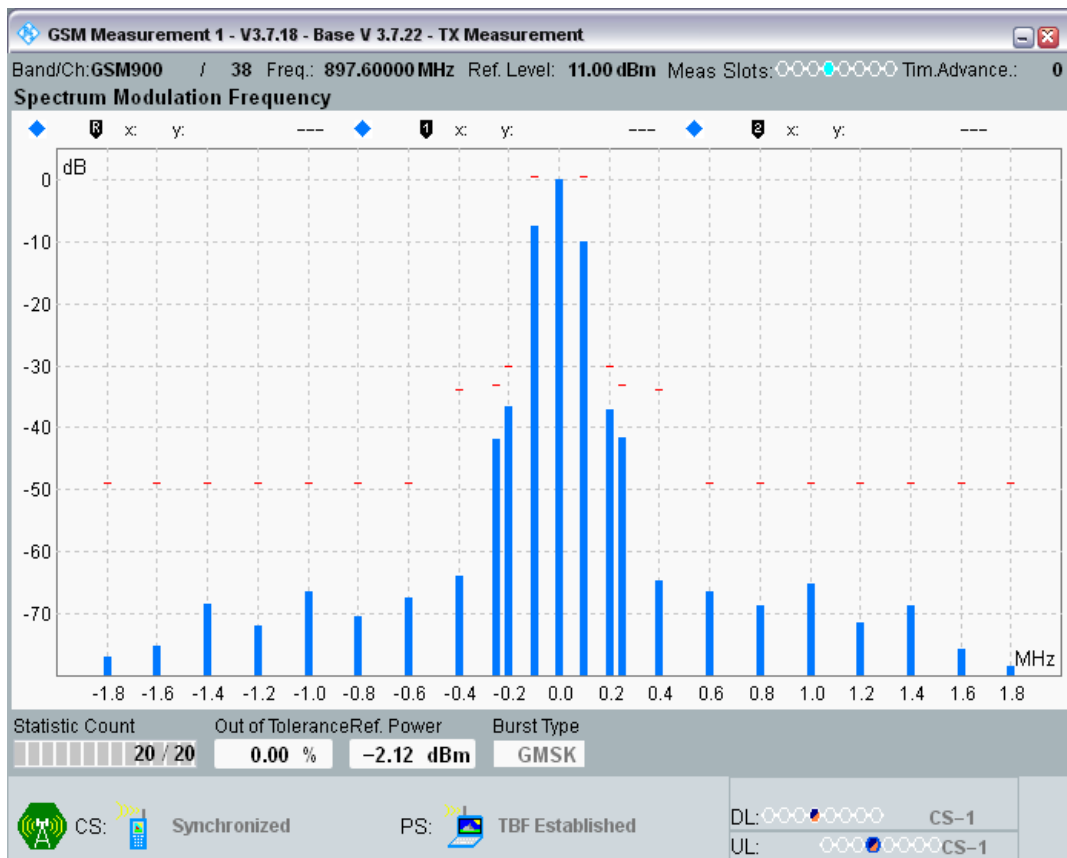 GSM Measurement 1 - V3.7.18 - Base V 3.7.22 - TX Measurement
Band/Ch:GSM900 / 38 Freq.: 897.60000 MHz Ref. Level: 11.00 dBm Meas Slots: Tim.Advance.: 0
Spectrum Modulation Frequency
R x: y: --- 1 x: y: --- 2 x: y: ---
dB
0
-10
-20
-30
-40
-50
-60
-70
MHz
-1.8 -1.6 -1.4 -1.2 -1.0 -0.8 -0.6 -0.4 -0.2 0.0 0.2 0.4 0.6 0.8 1.0 1.2 1.4 1.6 1.8
Statistic Count Out of Tolerance Ref. Power Burst Type
20 / 20 0.00 % −2.12 dBm GMSK
CS: Synchronized PS: TBF Established
DL: CS−1
UL: CS−1